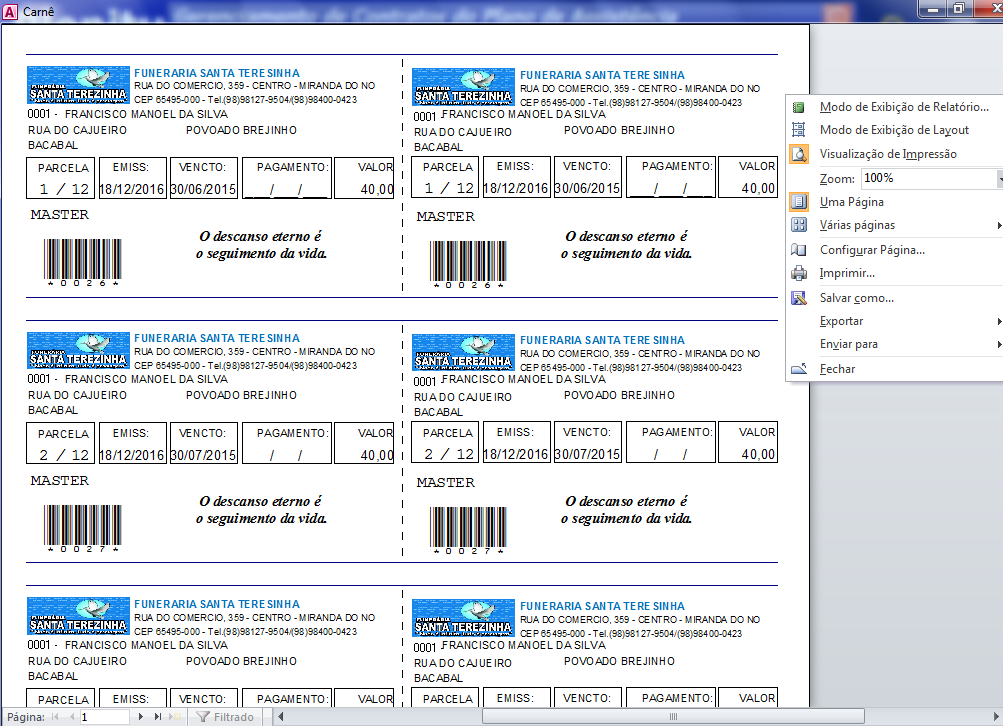 Carnê
Gerenciamento de Contratos de Plano de Assistência
FUNERARIA SANTA TERESINHA
RUA DO COMERCIO, 359 - CENTRO - MIRANDA DO NO
CEP 65495-000 - Tel.(98)98127-9504/(98)98400-0423
SANTA TEREZINHA
0001 - FRANCISCO MANOEL DA SILVA
RUA DO CAJUEIRO POVOADO BREJINHO
BACABAL
PARCELA EMISS: VENCTO: PAGAMENTO: VALOR
1 / 12 18/12/2016 30/06/2015 __/__/__ 40,00
MASTER
O descanso eterno é
o seguimento da vida.
*0026*
FUNERARIA SANTA TERESINHA
RUA DO COMERCIO, 359 - CENTRO - MIRANDA DO NO
CEP 65495-000 - Tel.(98)98127-9504/(98)98400-0423
SANTA TEREZINHA
0001 - FRANCISCO MANOEL DA SILVA
RUA DO CAJUEIRO POVOADO BREJINHO
BACABAL
PARCELA EMISS: VENCTO: PAGAMENTO: VALOR
1 / 12 18/12/2016 30/06/2015 __/__/__ 40,00
MASTER
O descanso eterno é
o seguimento da vida.
*0026*
FUNERARIA SANTA TERESINHA
RUA DO COMERCIO, 359 - CENTRO - MIRANDA DO NO
CEP 65495-000 - Tel.(98)98127-9504/(98)98400-0423
FUNERARIA
SANTA TEREZINHA
0001 - FRANCISCO MANOEL DA SILVA
RUA DO CAJUEIRO POVOADO BREJINHO
BACABAL
PARCELA EMISS: VENCTO: PAGAMENTO: VALOR
2 / 12 18/12/2016 30/07/2015 / / 40,00
MASTER
O descanso eterno é
o seguimento da vida.
*0027*
FUNERARIA SANTA TERESINHA
RUA DO COMERCIO, 359 - CENTRO - MIRANDA DO NO
CEP 65495-000 - Tel.(98)98127-9504/(98)98400-0423
FUNERARIA
SANTA TEREZINHA
0001 - FRANCISCO MANOEL DA SILVA
RUA DO CAJUEIRO POVOADO BREJINHO
BACABAL
PARCELA EMISS: VENCTO: PAGAMENTO: VALOR
2 / 12 18/12/2016 30/07/2015 / / 40,00
MASTER
O descanso eterno é
o seguimento da vida.
*0027*
FUNERARIA SANTA TERESINHA
RUA DO COMERCIO, 359 - CENTRO - MIRANDA DO NO
CEP 65495-000 - Tel.(98)98127-9504/(98)98400-0423
SANTA TEREZINHA
0001 - FRANCISCO MANOEL DA SILVA
RUA DO CAJUEIRO POVOADO BREJINHO
BACABAL
PARCELA EMISS: VENCTO: PAGAMENTO: VALOR
FUNERARIA SANTA TERESINHA
RUA DO COMERCIO, 359 - CENTRO - MIRANDA DO NO
CEP 65495-000 - Tel.(98)98127-9504/(98)98400-0423
SANTA TEREZINHA
0001 - FRANCISCO MANOEL DA SILVA
RUA DO CAJUEIRO POVOADO BREJINHO
BACABAL
PARCELA EMISS: VENCTO: PAGAMENTO: VALOR
Modo de Exibição de Relatório...
Modo de Exibição de Layout
Visualização de Impressão
Zoom: 100%
Uma Página
Várias páginas
Configurar Página...
Imprimir...
Salvar como...
Exportar
Enviar para
Fechar
Página: 1 Filtrado